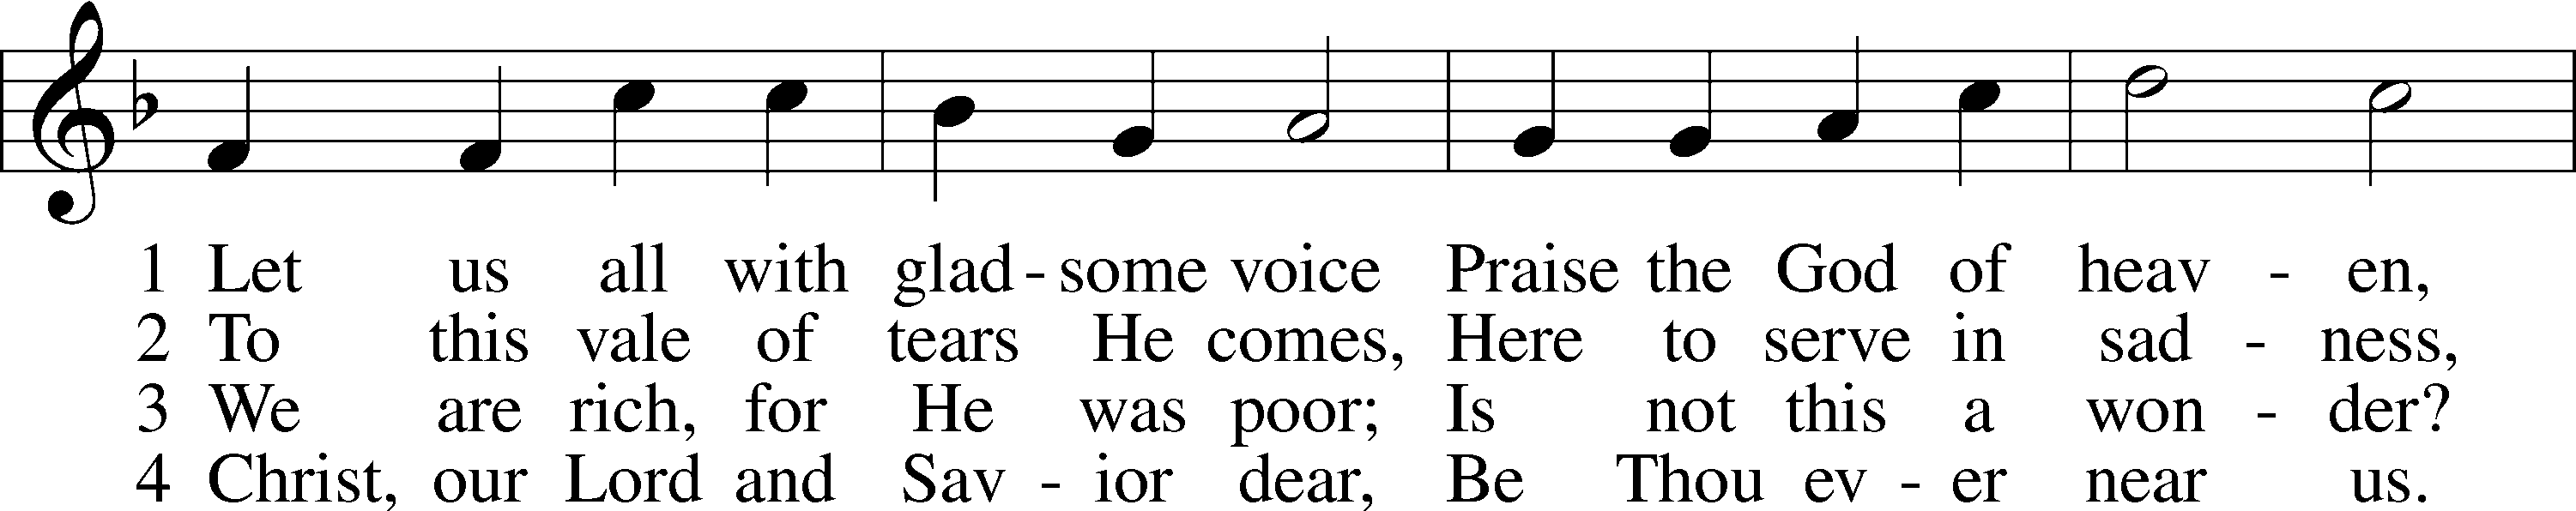 1 Let us all with glad - some voice Praise the God of heav - en,
2 To this vale of tears He comes, Here to serve in sad - ness,
3 We are rich, for He was poor; Is not this a won - der?
4 Christ, our Lord and Sav - ior dear, Be Thou ev - er near us.